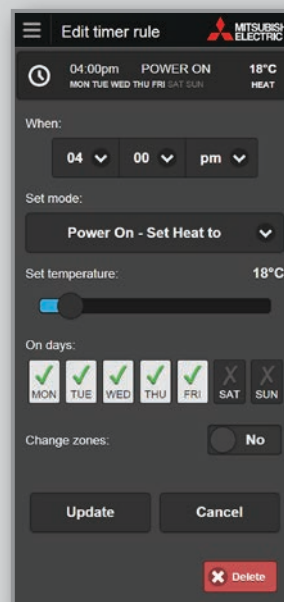 Edit timer rule
MITSUBISHI
ELECTRIC
04:00pm POWER ON 18°C
MON TUE WED THU FRI SAT SUN HEAT
When:
04 00 pm
Set mode:
Power On - Set Heat to
Set temperature: 18°C
On days:
MON TUE WED THU FRI SAT SUN
Change zones: No
Update Cancel
Delete